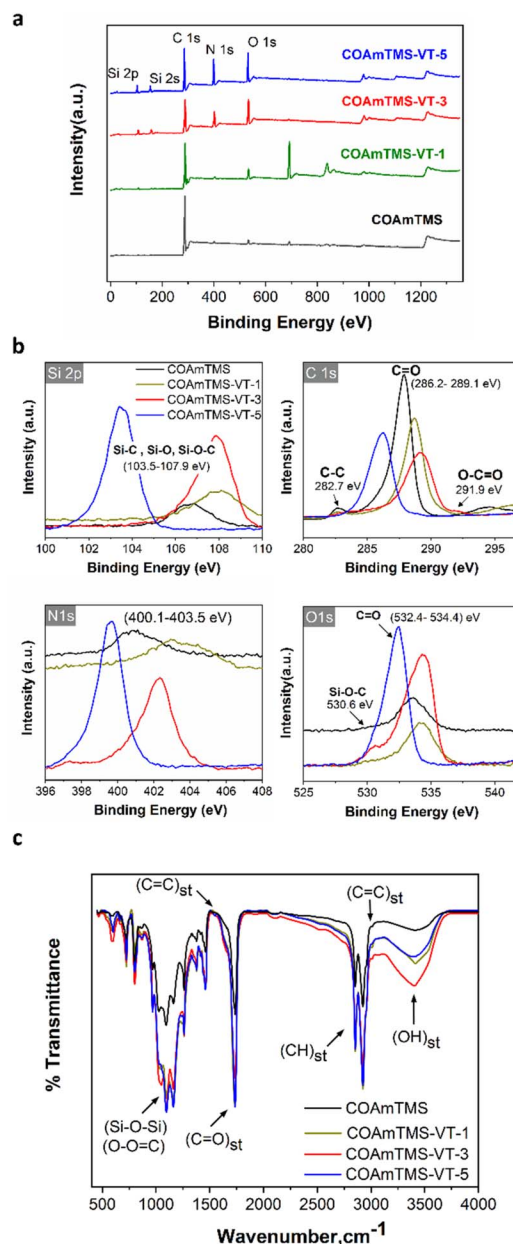 a
C 1s
N 1s
O 1s
Si 2p
Si 2s
COAmTMS-VT-5
COAmTMS-VT-3
COAmTMS-VT-1
COAmTMS
Intensity(a.u.)
0 200 400 600 800 1000 1200
Binding Energy (eV)
b
Si 2p
COAmTMS
COAmTMS-VT-1
COAmTMS-VT-3
COAmTMS-VT-5
Si-C , Si-O, Si-O-C
(103.5-107.9 eV)
Intensity (a.u.)
100 102 104 106 108 110
Binding Energy (eV)
C 1s
C=O
(286.2- 289.1 eV)
C-C
282.7 eV
O-C=O
291.9 eV
Intensity (a.u.)
280 285 290 295
Binding Energy (eV)
N1s
(400.1-403.5 eV)
Intensity(a.u.)
396 398 400 402 404 406 408
Binding Energy (eV)
O1s
C=O
(532.4- 534.4) eV
Si-O-C
530.6 eV
Intensity(a.u.)
525 530 535 540
Binding Energy (eV)
c
(C=C)st
(C=C)st
(CH)st
(OH)st
(Si-O-Si)
(O-O=C)
(C=O)st
COAmTMS
COAmTMS-VT-1
COAmTMS-VT-3
COAmTMS-VT-5
% Transmittance
500 1000 1500 2000 2500 3000 3500 4000
Wavenumber,cm-1